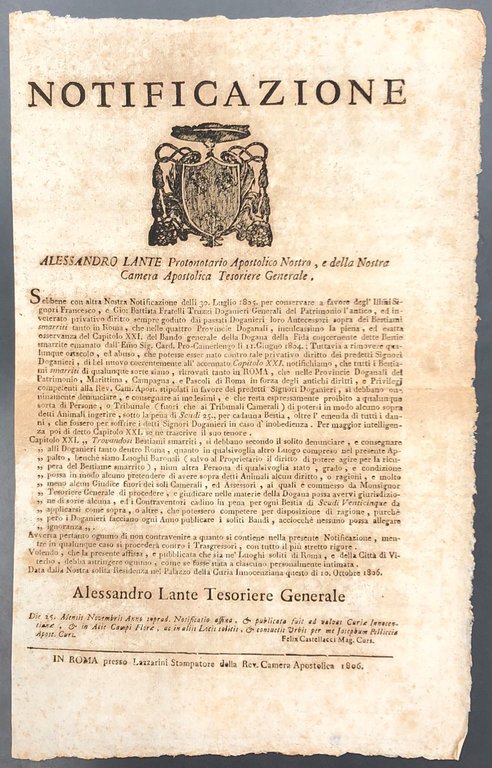 NOTIFICAZIONE
ALESSANDRO LANTE Protonotario Apostolico Nostro, e della Nostra
Camera Apostolica Tesoriere Generale.
Sebbene con altra Nostra Notificazione delli 30. Luglio 1805. per conservare a favore degl' Illmi Si-
gnori Francesco, e Gio: Battista Fratelli Truzzi Doganieri Generali del Patrimonio l'antico, ed in-
veterato privativo diritto sempre goduto dai passati Doganieri loro Antecessori sopra dei Bestiami
smarriti tanto in Roma, che nelle quattro Provincie Doganali, inculcassimo la piena, ed esatta
osservanza del Capitolo XXI. del Bando generale della Dogana della Fida concernente dette Bestie
smarrite emanato dall' Emo Sig. Card. Pro-Camerlengo li 11. Giugno 1804.: Tuttavia a rimovere qua-
lunque ostacolo, ed abuso, che potesse esser nato contro tale privativo diritto dei predetti Signori
Doganieri, di bel nuovo coerentemente all' accennato Capitolo XXI. notifichiamo, che tutti i Bestia-
mi smarriti di qualunque sorte siano, ritrovati tanto in ROMA, che nelle Provincie Doganali del
Patrimonio, Marittima, Campagna, e Pascoli di Roma in forza degli antichi diritti, e Privilegj
competenti alla Rev. Cam. Apost. stipolati in favore dei predetti Signori Doganieri, si debbano on-
ninamente denunciare, e consegnare ai medesimi, e che resta espressamente proibito a qualunque
sorta di Persone, o Tribunale (fuori che ai Tribunali Camerali) di potersi in modo alcuno sopra
detti Animali ingerire, sotto la pena di Scudi 25. per cadauna Bestia, oltre l' emenda di tutti i dan-
ni, che fossero per soffrire i detti Signori Doganieri in caso d' inobedienza. Per maggior intelligen-
za poi di detto Capitolo XXI. se ne trascrive il suo tenore.
Capitolo XXI. „ Trovandosi Bestiami smarriti, si debbano secondo il solito denunziare, e consegnare
„ alli Doganieri tanto dentro Roma, quanto in qualsivoglia altro Luogo compreso nel presente Ap-
„ palto, benchè siano Luoghi Baronali (salvo al Proprietario il diritto di potere agire per la ricu-
„ pera del Bestiame smarrito), niun altra Persona di qualsivoglia stato, grado, e condizione
„ possa in modo alcuno pretendere di avere sopra detti Animali alcun diritto, o ragioni, e molto
„ meno alcun Giudice fuori dei soli Camerali, ed Assessori, ai quali è commesso da Monsignor
„ Tesoriere Generale di procedere, e giudicare nelle materie della Dogana possa avervi giurisdizio-
„ ne di sorte alcuna, ed i Contraventori cadino in pena per ogni Bestia di Scudi Venticinque da
„ applicarsi come sopra, o altre, che potessero competere per disposizione di ragione, purchè
„ però i Doganieri facciano ogni Anno publicare i soliti Bandi, acciocchè nessuno possa allegare
„ ignoranza „.
Avverta pertanto ognuno di non contravenire a quanto si contiene nella presente Notificazione, men-
tre in qualunque caso si procederà contro i Trasgressori, con tutto il più stretto rigore.
Volendo, che la presente affissa, e pubblicata che sia ne' Luoghi soliti di Roma, e della Città di Vi-
terbo, debba astringere ognuno, come se fosse stata a ciascuno personalmente intimata.
Data dalla Nostra solita Residenza nel Palazzo della Curia Innocenziana questo dì 10. Ottobre 1806.
Alessandro Lante Tesoriere Generale
Die 25. Mensis Novembris Anno suprad. Notificatio affixa, & publicata fuit ad valvas Curiæ Innocen-
tianæ, & in Acie Campi Floræ, ac in aliis Locis solitis, & consuetis Urbis per me Josephum Pelliccia
Apost. Curs.
Felix Castellacci Mag. Curs.
IN ROMA presso Lazzarini Stampatore della Rev. Camera Apostolica 1806.